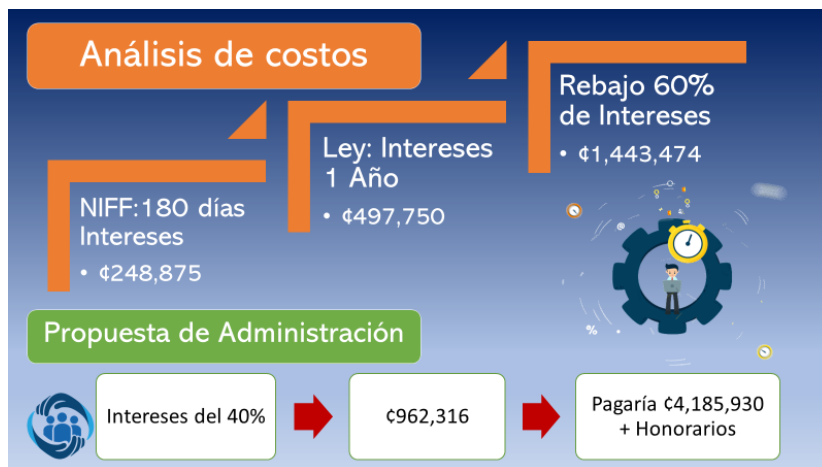 Análisis de costos
NIFF:180 días
Intereses
• ¢248,875
Ley: Intereses
1 Año
• ¢497,750
Rebajo 60%
de Intereses
• ¢1,443,474
%
Propuesta de Administración
Intereses del 40%
¢962,316
Pagaría ¢4,185,930
+ Honorarios